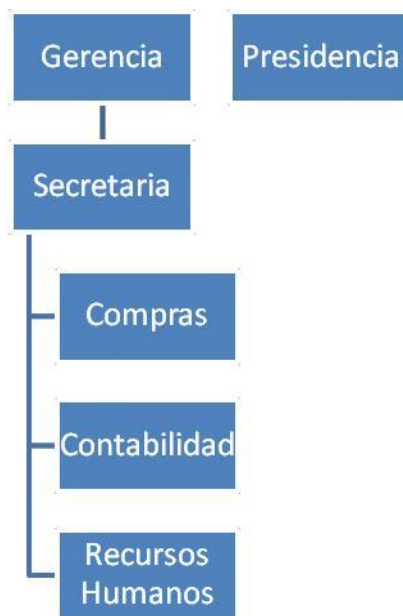 Gerencia
Presidencia
Secretaria
Compras
Contabilidad
Recursos
Humanos